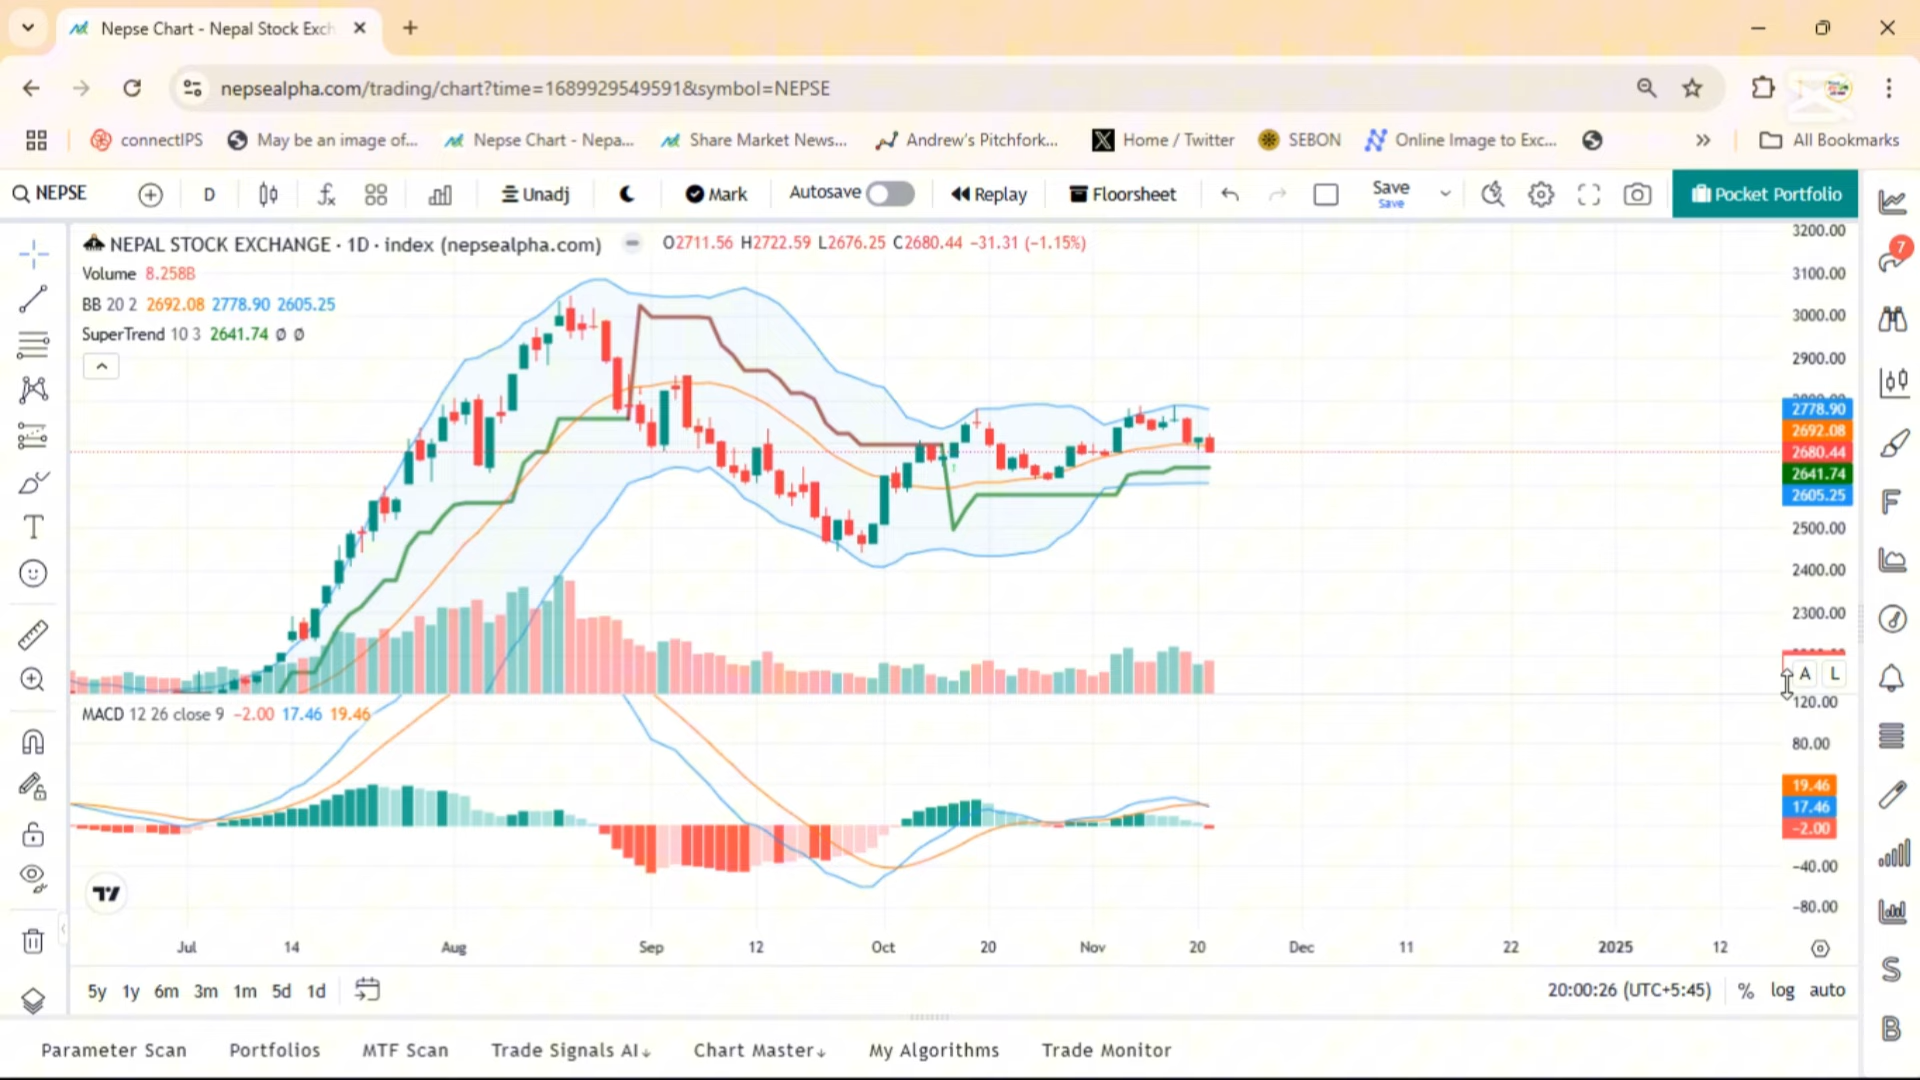 Nepse Chart - Nepal Stock Exch
nepsealpha.com/trading/chart?time=1689929549591&symbol=NEPSE
connectIPS
May be an image of...
Nepse Chart - Nepa...
Share Market News...
Andrew's Pitchfork...
Home / Twitter
SEBON
Online Image to Exc...
All Bookmarks
NEPSE
D
Unadj
Mark
Autosave
Replay
Floorsheet
Save
Save
Pocket Portfolio
NEPAL STOCK EXCHANGE · 1D · index (nepsealpha.com)
O2711.56 H2722.59 L2676.25 C2680.44 −31.31 (−1.15%)
Volume 8.258B
BB 20 2 2692.08 2778.90 2605.25
SuperTrend 10 3 2641.74 Ø Ø
7
3200.00
3100.00
3000.00
2900.00
2778.90
2692.08
2680.44
2641.74
2605.25
2500.00
2400.00
2300.00
A L
MACD 12 26 close 9 −2.00 17.46 19.46
120.00
80.00
19.46
17.46
−2.00
−40.00
−80.00
Jul 14 Aug Sep 12 Oct 20 Nov 20 Dec 11 22 2025 12
5y 1y 6m 3m 1m 5d 1d
20:00:26 (UTC+5:45) % log auto
Parameter Scan Portfolios MTF Scan Trade Signals AI↓ Chart Master↓ My Algorithms Trade Monitor
F
S
B